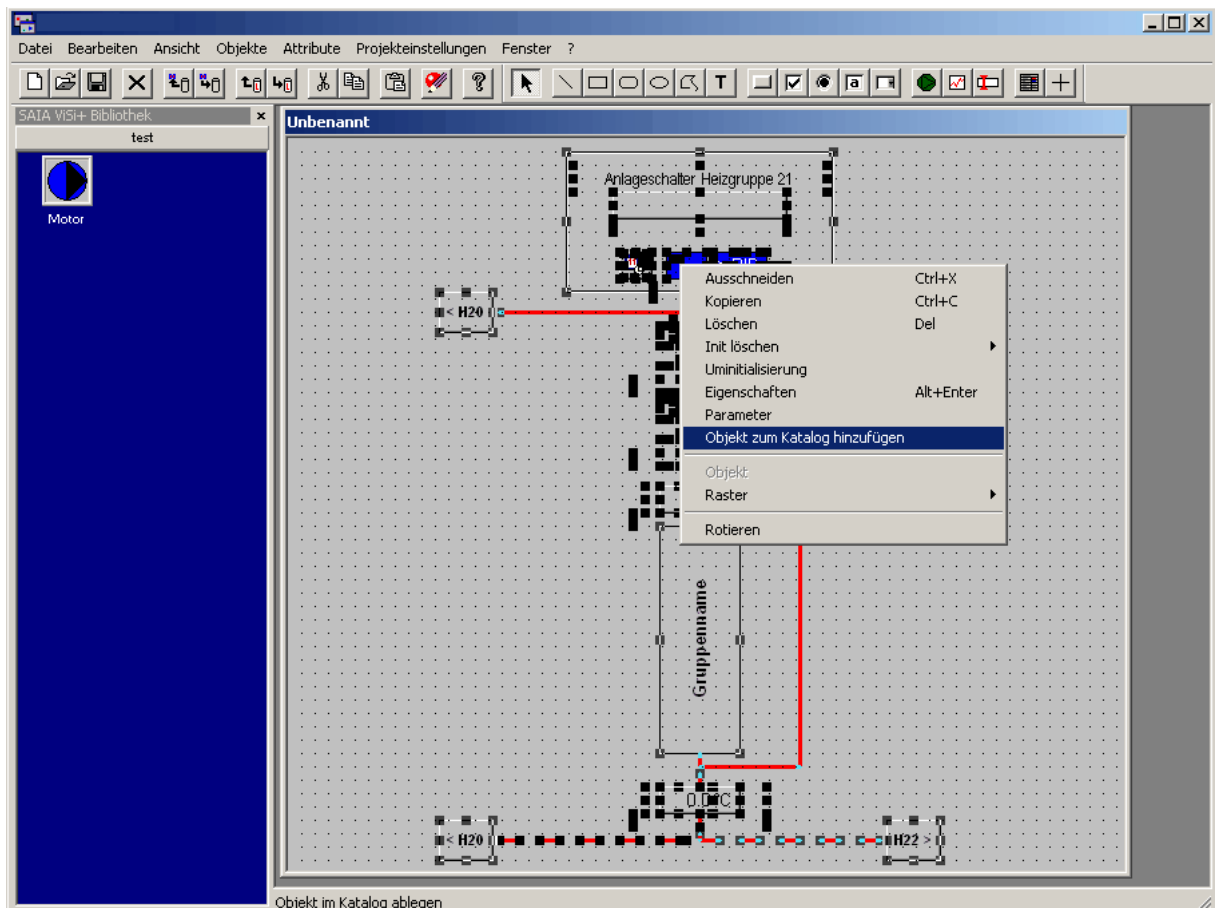 Datei Bearbeiten Ansicht Objekte Attribute Projekteinstellungen Fenster ?
T
a
SAIA ViSi+ Bibliothek
test
Motor
Unbenannt
Anlageschalter Heizgruppe 21
< H20
Ausschneiden Ctrl+X
Kopieren Ctrl+C
Löschen Del
Init löschen
Uminitialisierung
Eigenschaften Alt+Enter
Parameter
Objekt zum Katalog hinzufügen
Objekt
Raster
Rotieren
Gruppenname
< H20
H22 >
Objekt im Katalog ablegen